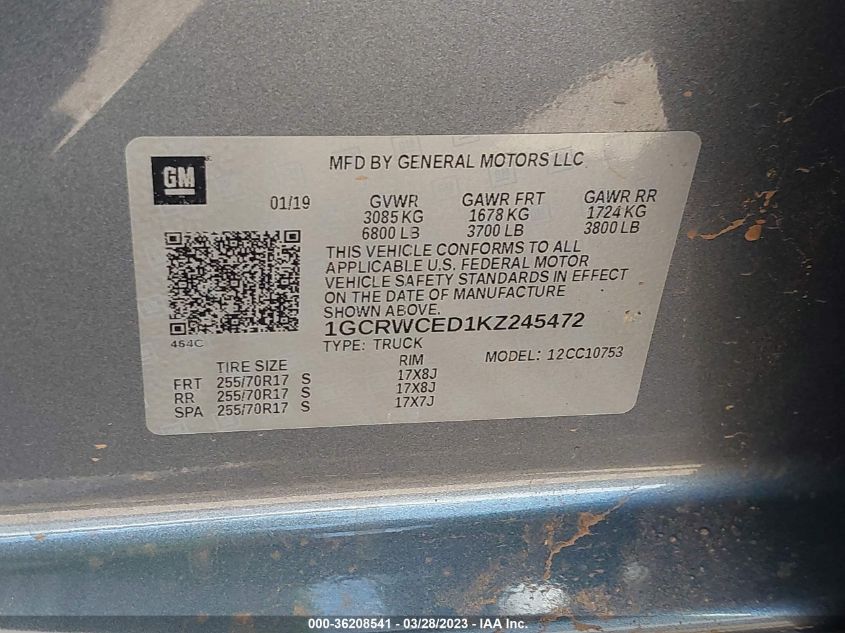 MFD BY GENERAL MOTORS LLC
GM
01/19
GVWR GAWR FRT GAWR RR
3085 KG 1678 KG 1724 KG
6800 LB 3700 LB 3800 LB
THIS VEHICLE CONFORMS TO ALL
APPLICABLE U.S. FEDERAL MOTOR
VEHICLE SAFETY STANDARDS IN EFFECT
ON THE DATE OF MANUFACTURE
SHOWN ABOVE.
1GCRWCED1KZ245472
464C
TYPE: TRUCK MODEL: 12CC10753
TIRE SIZE RIM
FRT 255/70R17 S 17X8J
RR 255/70R17 S 17X8J
SPA 255/70R17 S 17X7J
000-36208541 - 03/28/2023 - IAA Inc.